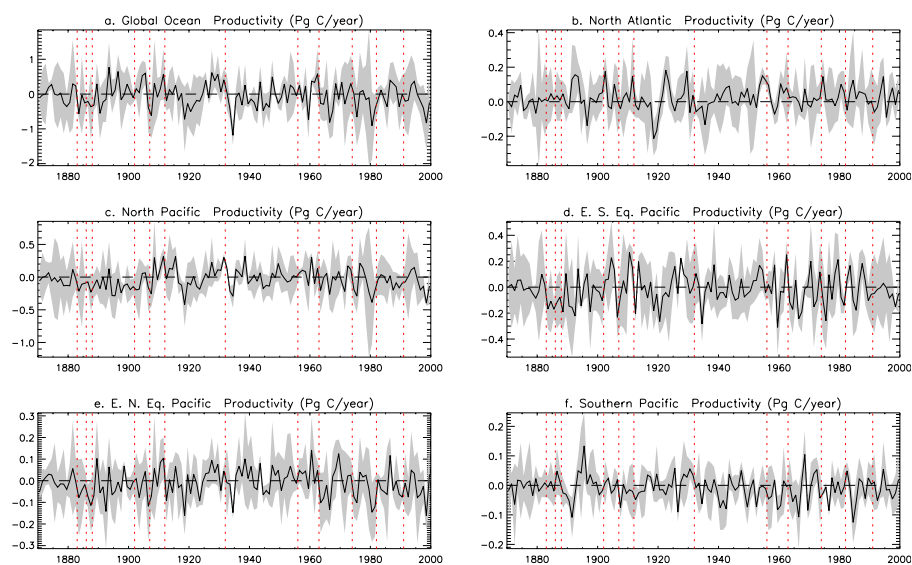 a. Global Ocean Productivity (Pg C/year)
1
0
-1
-2
1880 1900 1920 1940 1960 1980 2000
b. North Atlantic Productivity (Pg C/year)
0.4
0.2
0.0
-0.2
1880 1900 1920 1940 1960 1980 2000
c. North Pacific Productivity (Pg C/year)
0.5
0.0
-0.5
-1.0
1880 1900 1920 1940 1960 1980 2000
d. E. S. Eq. Pacific Productivity (Pg C/year)
0.4
0.2
0.0
-0.2
-0.4
1880 1900 1920 1940 1960 1980 2000
e. E. N. Eq. Pacific Productivity (Pg C/year)
0.3
0.2
0.1
0.0
-0.1
-0.2
-0.3
1880 1900 1920 1940 1960 1980 2000
f. Southern Pacific Productivity (Pg C/year)
0.2
0.1
0.0
-0.1
-0.2
1880 1900 1920 1940 1960 1980 2000